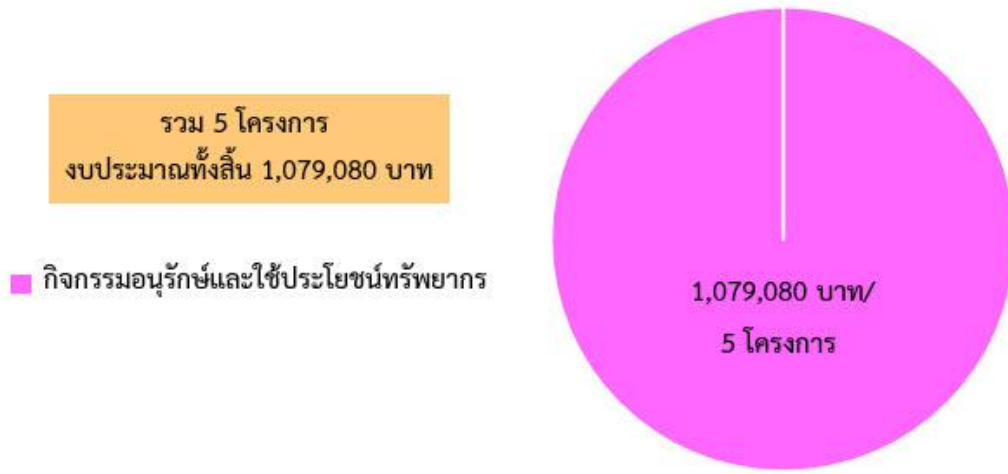 รวม 5 โครงการ
งบประมาณทั้งสิ้น 1,079,080 บาท
กิจกรรมอนุรักษ์และใช้ประโยชน์ทรัพยากร
1,079,080 บาท/
5 โครงการ